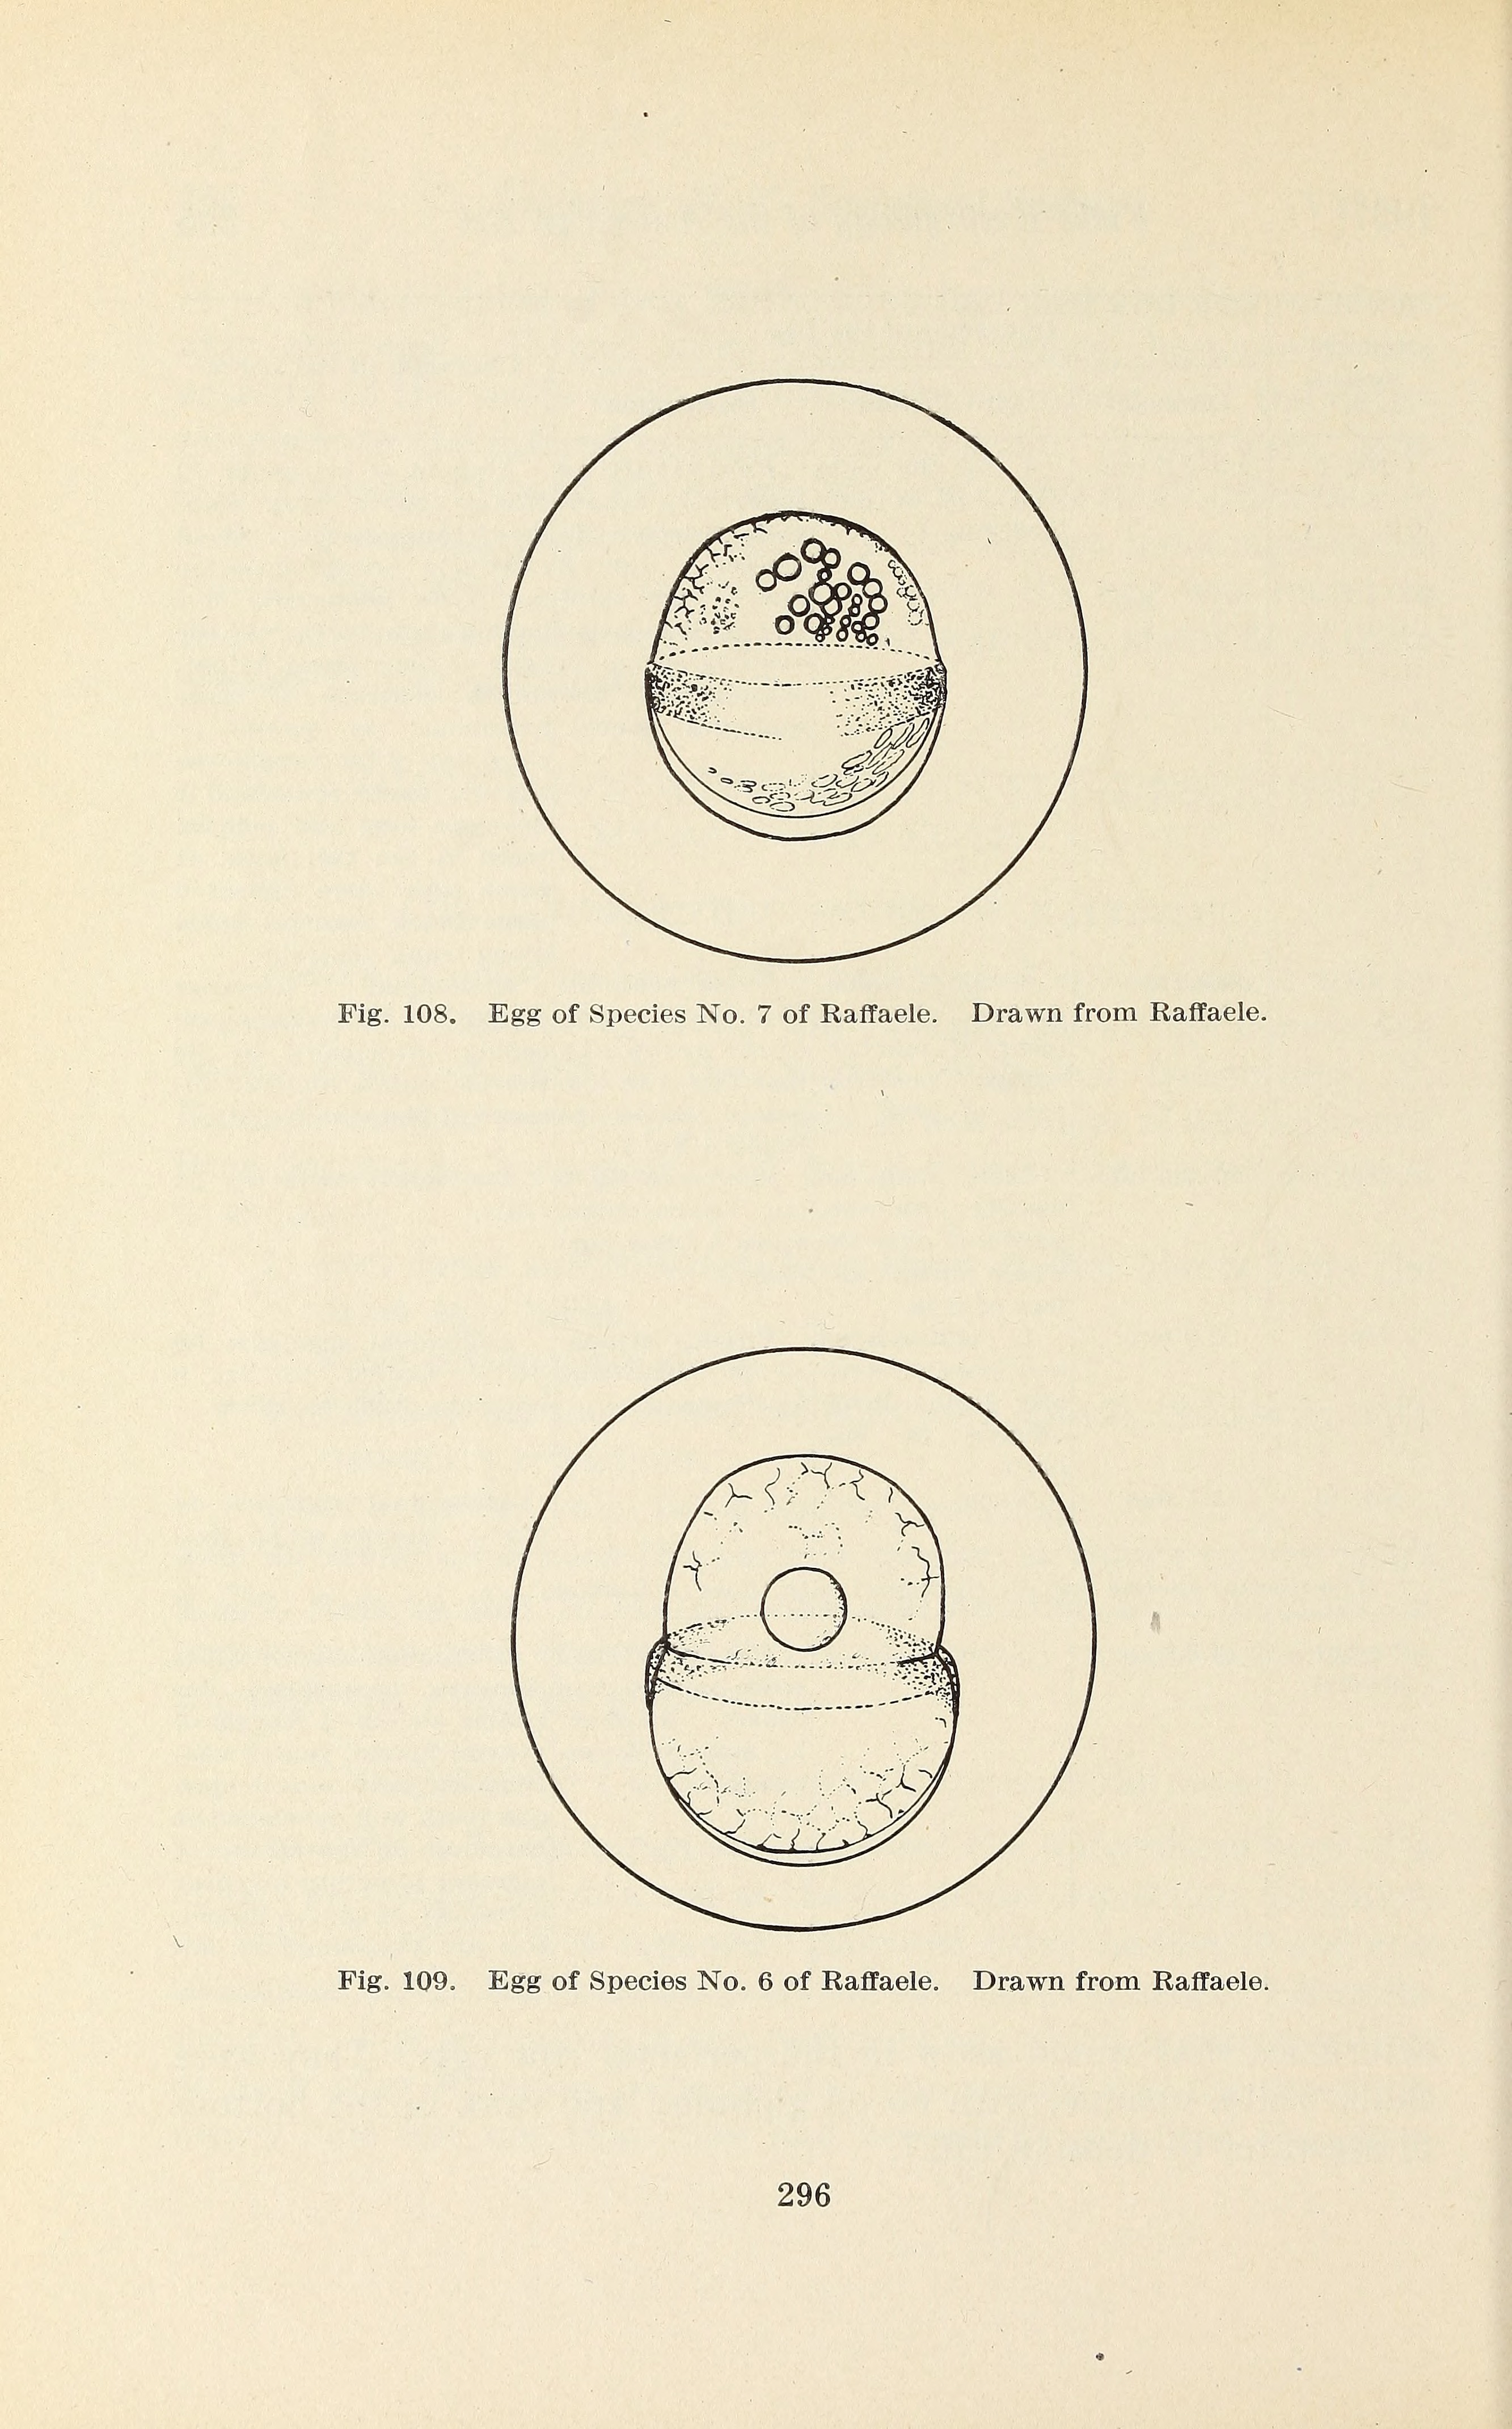 Fig. 108. Egg of Species No. 7 of Raffaele. Drawn from Raffaele.
Fig. 109. Egg of Species No. 6 of Raffaele. Drawn from Raffaele.
296